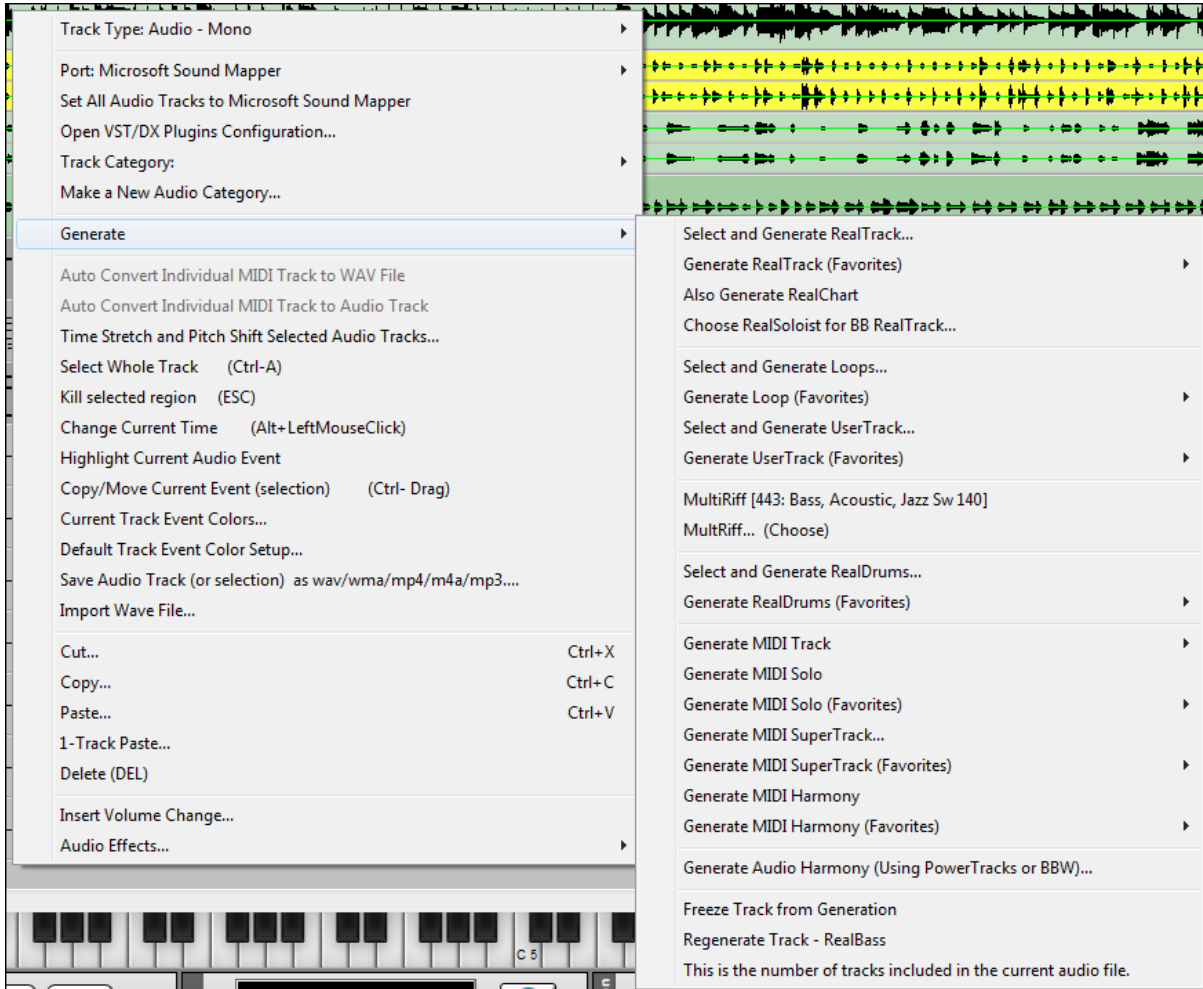 Track Type: Audio - Mono
Port: Microsoft Sound Mapper
Set All Audio Tracks to Microsoft Sound Mapper
Open VST/DX Plugins Configuration...
Track Category:
Make a New Audio Category...
Generate
Auto Convert Individual MIDI Track to WAV File
Auto Convert Individual MIDI Track to Audio Track
Time Stretch and Pitch Shift Selected Audio Tracks...
Select Whole Track (Ctrl-A)
Kill selected region (ESC)
Change Current Time (Alt+LeftMouseClick)
Highlight Current Audio Event
Copy/Move Current Event (selection) (Ctrl- Drag)
Current Track Event Colors...
Default Track Event Color Setup...
Save Audio Track (or selection) as wav/wma/mp4/m4a/mp3....
Import Wave File...
Cut... Ctrl+X
Copy... Ctrl+C
Paste... Ctrl+V
1-Track Paste...
Delete (DEL)
Insert Volume Change...
Audio Effects...
Select and Generate RealTrack...
Generate RealTrack (Favorites)
Also Generate RealChart
Choose RealSoloist for BB RealTrack...
Select and Generate Loops...
Generate Loop (Favorites)
Select and Generate UserTrack...
Generate UserTrack (Favorites)
MultiRiff [443: Bass, Acoustic, Jazz Sw 140]
MultRiff... (Choose)
Select and Generate RealDrums...
Generate RealDrums (Favorites)
Generate MIDI Track
Generate MIDI Solo
Generate MIDI Solo (Favorites)
Generate MIDI SuperTrack...
Generate MIDI SuperTrack (Favorites)
Generate MIDI Harmony
Generate MIDI Harmony (Favorites)
Generate Audio Harmony (Using PowerTracks or BBW)...
Freeze Track from Generation
Regenerate Track - RealBass
This is the number of tracks included in the current audio file.
C 5